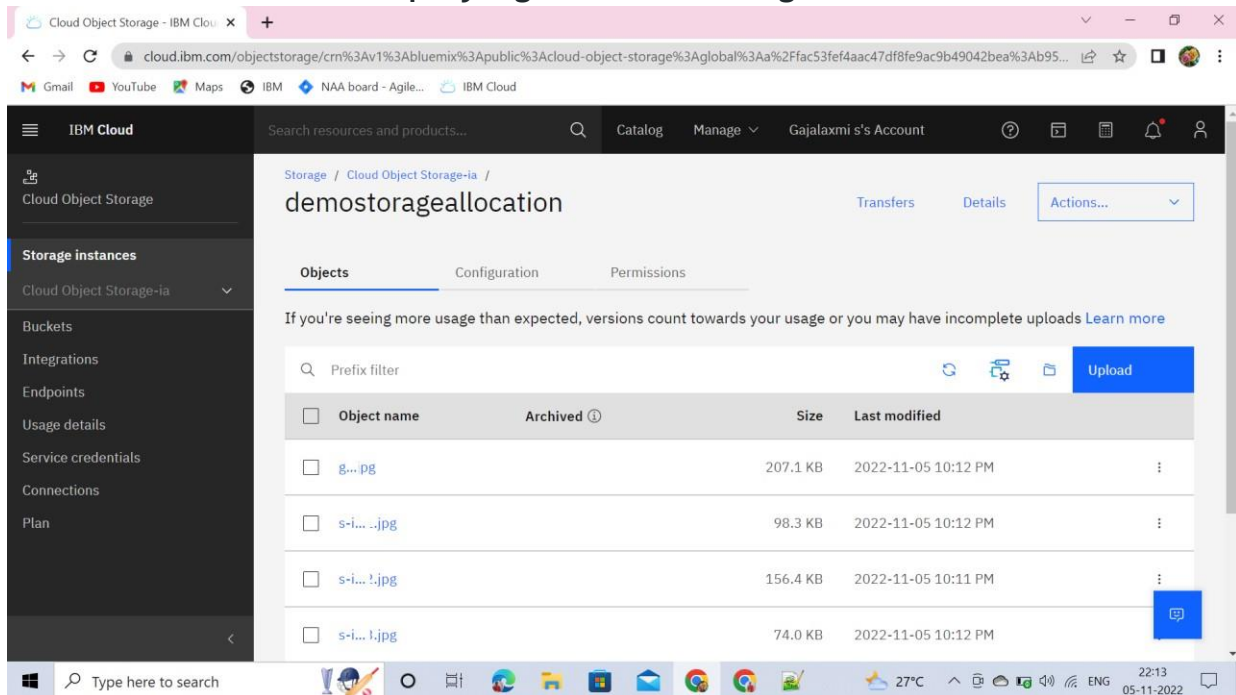 Cloud Object Storage - IBM Clou
cloud.ibm.com/objectstorage/crn%3Av1%3Abluemix%3Apublic%3Acloud-object-storage%3Aglobal%3Aa%2Ffac53fef4aac47df8fe9ac9b49042bea%3Ab95...
Gmail YouTube Maps IBM NAA board - Agile... IBM Cloud
IBM Cloud Search resources and products... Catalog Manage Gajalaxmi s's Account
Cloud Object Storage
Storage instances
Cloud Object Storage-ia
Buckets
Integrations
Endpoints
Usage details
Service credentials
Connections
Plan
Storage / Cloud Object Storage-ia /
demostorageallocation Transfers Details Actions...
Objects Configuration Permissions
If you're seeing more usage than expected, versions count towards your usage or you may have incomplete uploads Learn more
Prefix filter Upload
Object name Archived Size Last modified
g... pg 207.1 KB 2022-11-05 10:12 PM
s-i... ..jpg 98.3 KB 2022-11-05 10:12 PM
s-i... .jpg 156.4 KB 2022-11-05 10:11 PM
s-i... .jpg 74.0 KB 2022-11-05 10:12 PM
Type here to search 27°C ENG 22:13
05-11-2022